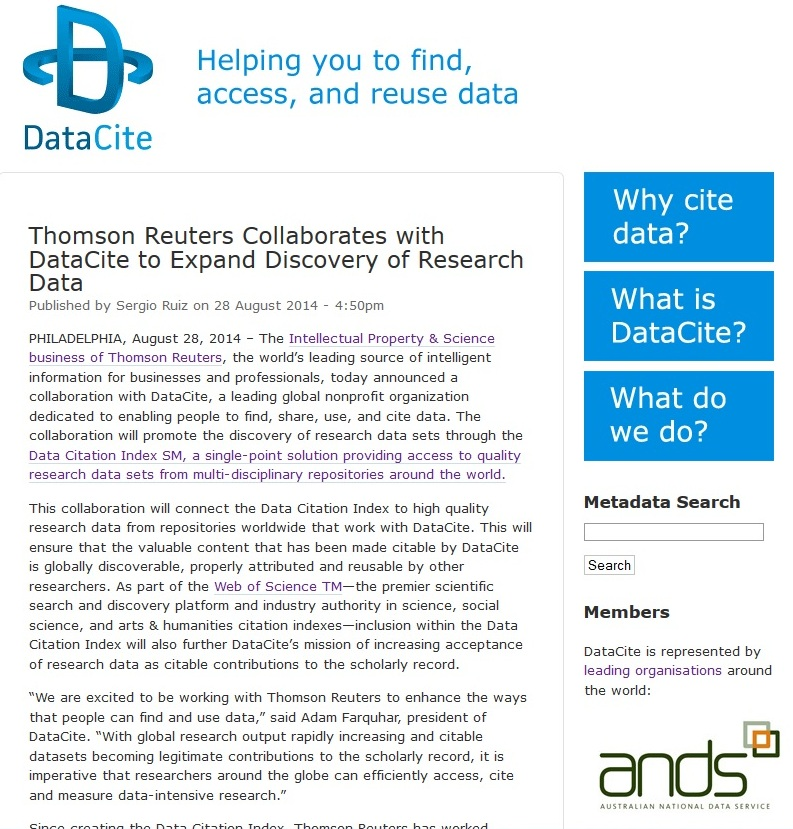 DataCite
Helping you to find,
access, and reuse data
Thomson Reuters Collaborates with
DataCite to Expand Discovery of Research
Data
Published by Sergio Ruiz on 28 August 2014 - 4:50pm
PHILADELPHIA, August 28, 2014 – The Intellectual Property & Science
business of Thomson Reuters, the world’s leading source of intelligent
information for businesses and professionals, today announced a
collaboration with DataCite, a leading global nonprofit organization
dedicated to enabling people to find, share, use, and cite data. The
collaboration will promote the discovery of research data sets through the
Data Citation Index SM, a single-point solution providing access to quality
research data sets from multi-disciplinary repositories around the world.
This collaboration will connect the Data Citation Index to high quality
research data from repositories worldwide that work with DataCite. This will
ensure that the valuable content that has been made citable by DataCite
is globally discoverable, properly attributed and reusable by other
researchers. As part of the Web of Science TM—the premier scientific
search and discovery platform and industry authority in science, social
science, and arts & humanities citation indexes—inclusion within the Data
Citation Index will also further DataCite’s mission of increasing acceptance
of research data as citable contributions to the scholarly record.
“We are excited to be working with Thomson Reuters to enhance the ways
that people can find and use data,” said Adam Farquhar, president of
DataCite. “With global research output rapidly increasing and citable
datasets becoming legitimate contributions to the scholarly record, it is
imperative that researchers around the globe can efficiently access, cite
and measure data-intensive research.”
Since creating the Data Citation Index, Thomson Reuters has worked
Why cite
data?
What is
DataCite?
What do
we do?
Metadata Search
Search
Members
DataCite is represented by
leading organisations around
the world:
ands
AUSTRALIAN NATIONAL DATA SERVICE